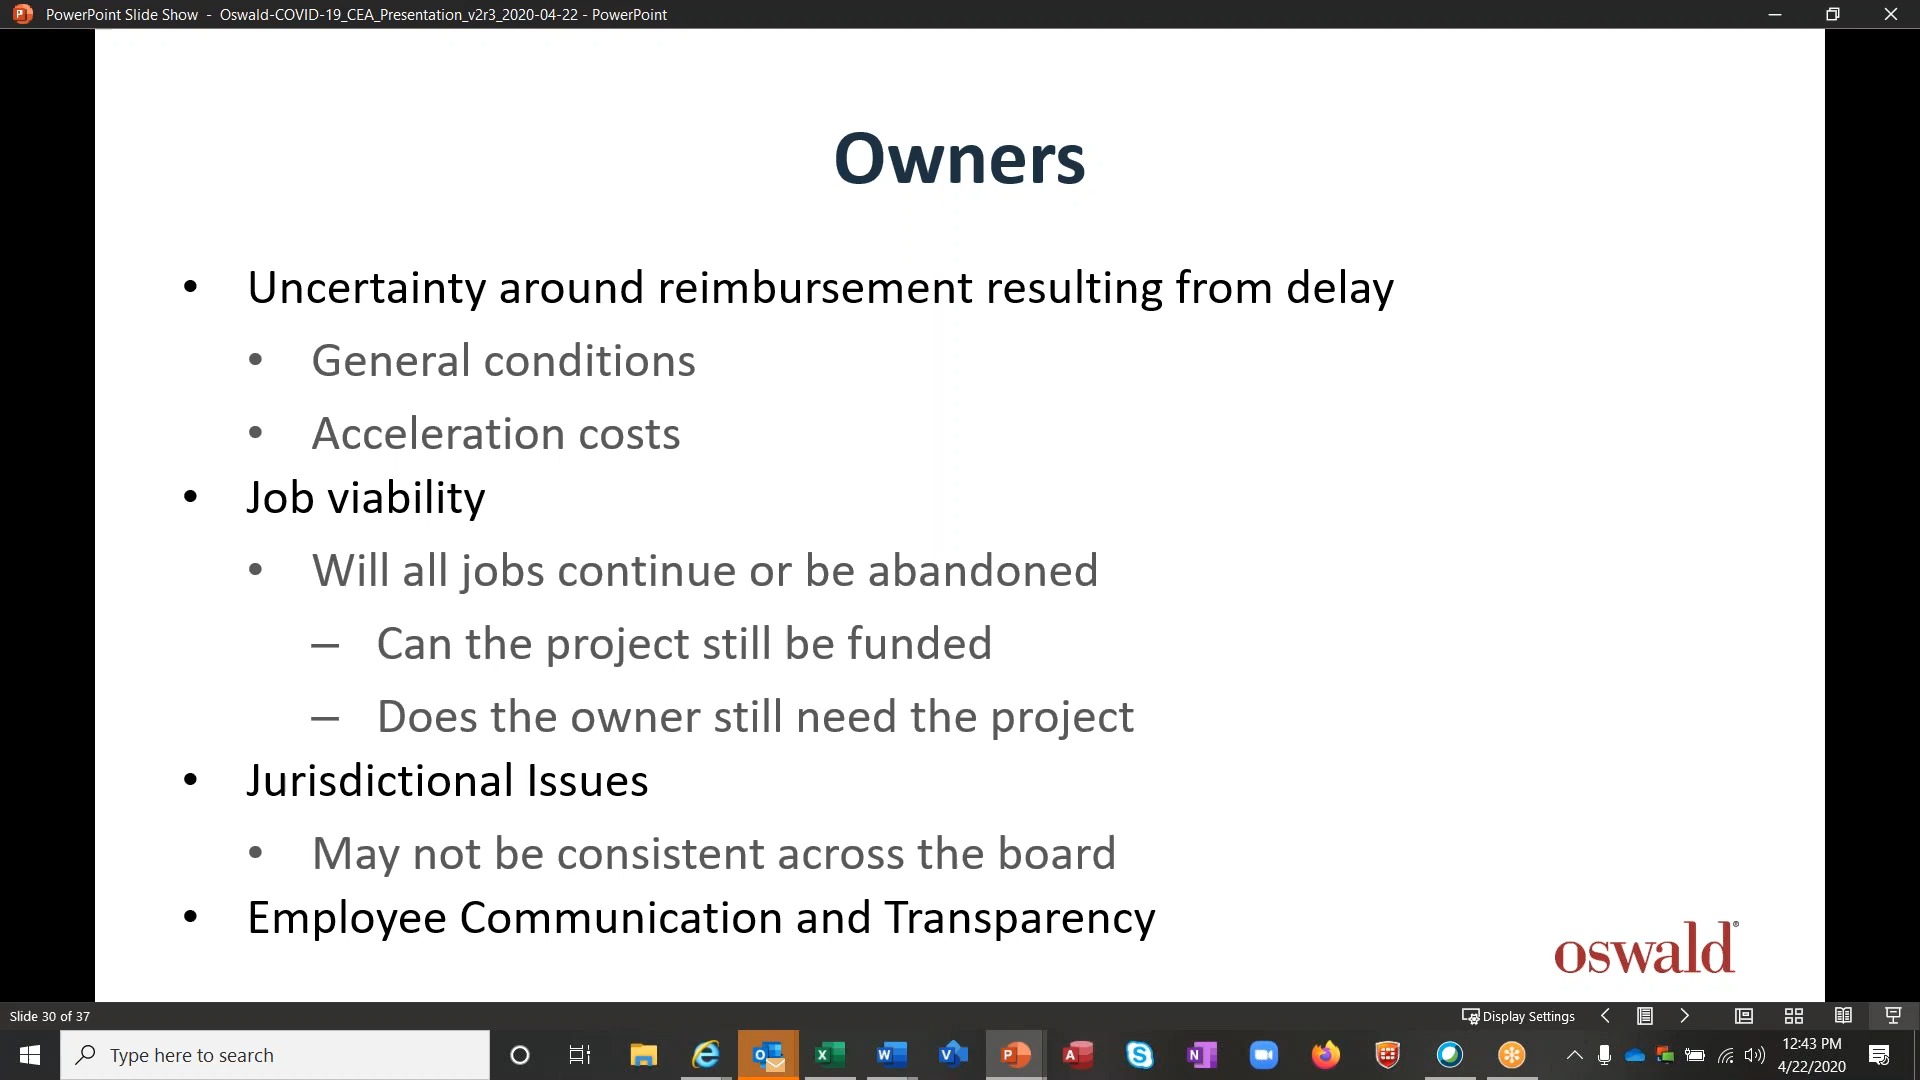 PowerPoint Slide Show - Oswald-COVID-19_CEA_Presentation_v2r3_2020-04-22 - PowerPoint
Owners
• Uncertainty around reimbursement resulting from delay
• General conditions
• Acceleration costs
• Job viability
• Will all jobs continue or be abandoned
– Can the project still be funded
– Does the owner still need the project
• Jurisdictional Issues
• May not be consistent across the board
• Employee Communication and Transparency
oswald®
Slide 30 of 37
Display Settings
Type here to search
12:43 PM
4/22/2020